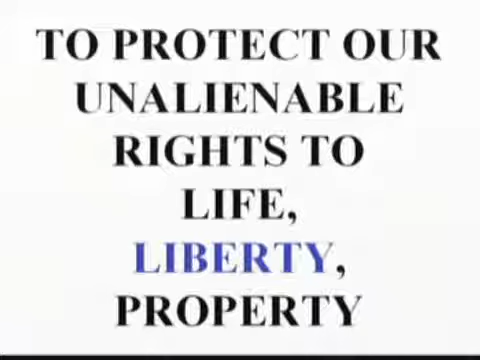 TO PROTECT OUR
UNALIENABLE
RIGHTS TO
LIFE,
LIBERTY,
PROPERTY